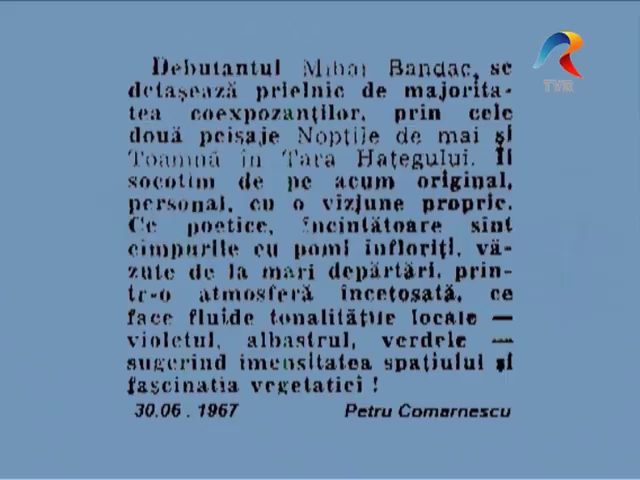 TVR
Debutantul Mihai Bandac, se
detașează prielnic de majorita-
tea coexpozanților, prin cele
două peisaje Nopțile de mai și
Toamnă în Țara Hațegului. Îl
socotim de pe acum original,
personal, cu o viziune proprie.
Ce poetice, încîntătoare sint
cimpurile cu pomi înfloriți, vă-
zute de la mari depărtări, prin-
tr-o atmosferă încețosată, ce
face fluide tonalitățile locale —
violetul, albastrul, verdele —
sugerind imensitatea spațiului și
fascinația vegetației !
30.06 . 1967 Petru Comarnescu